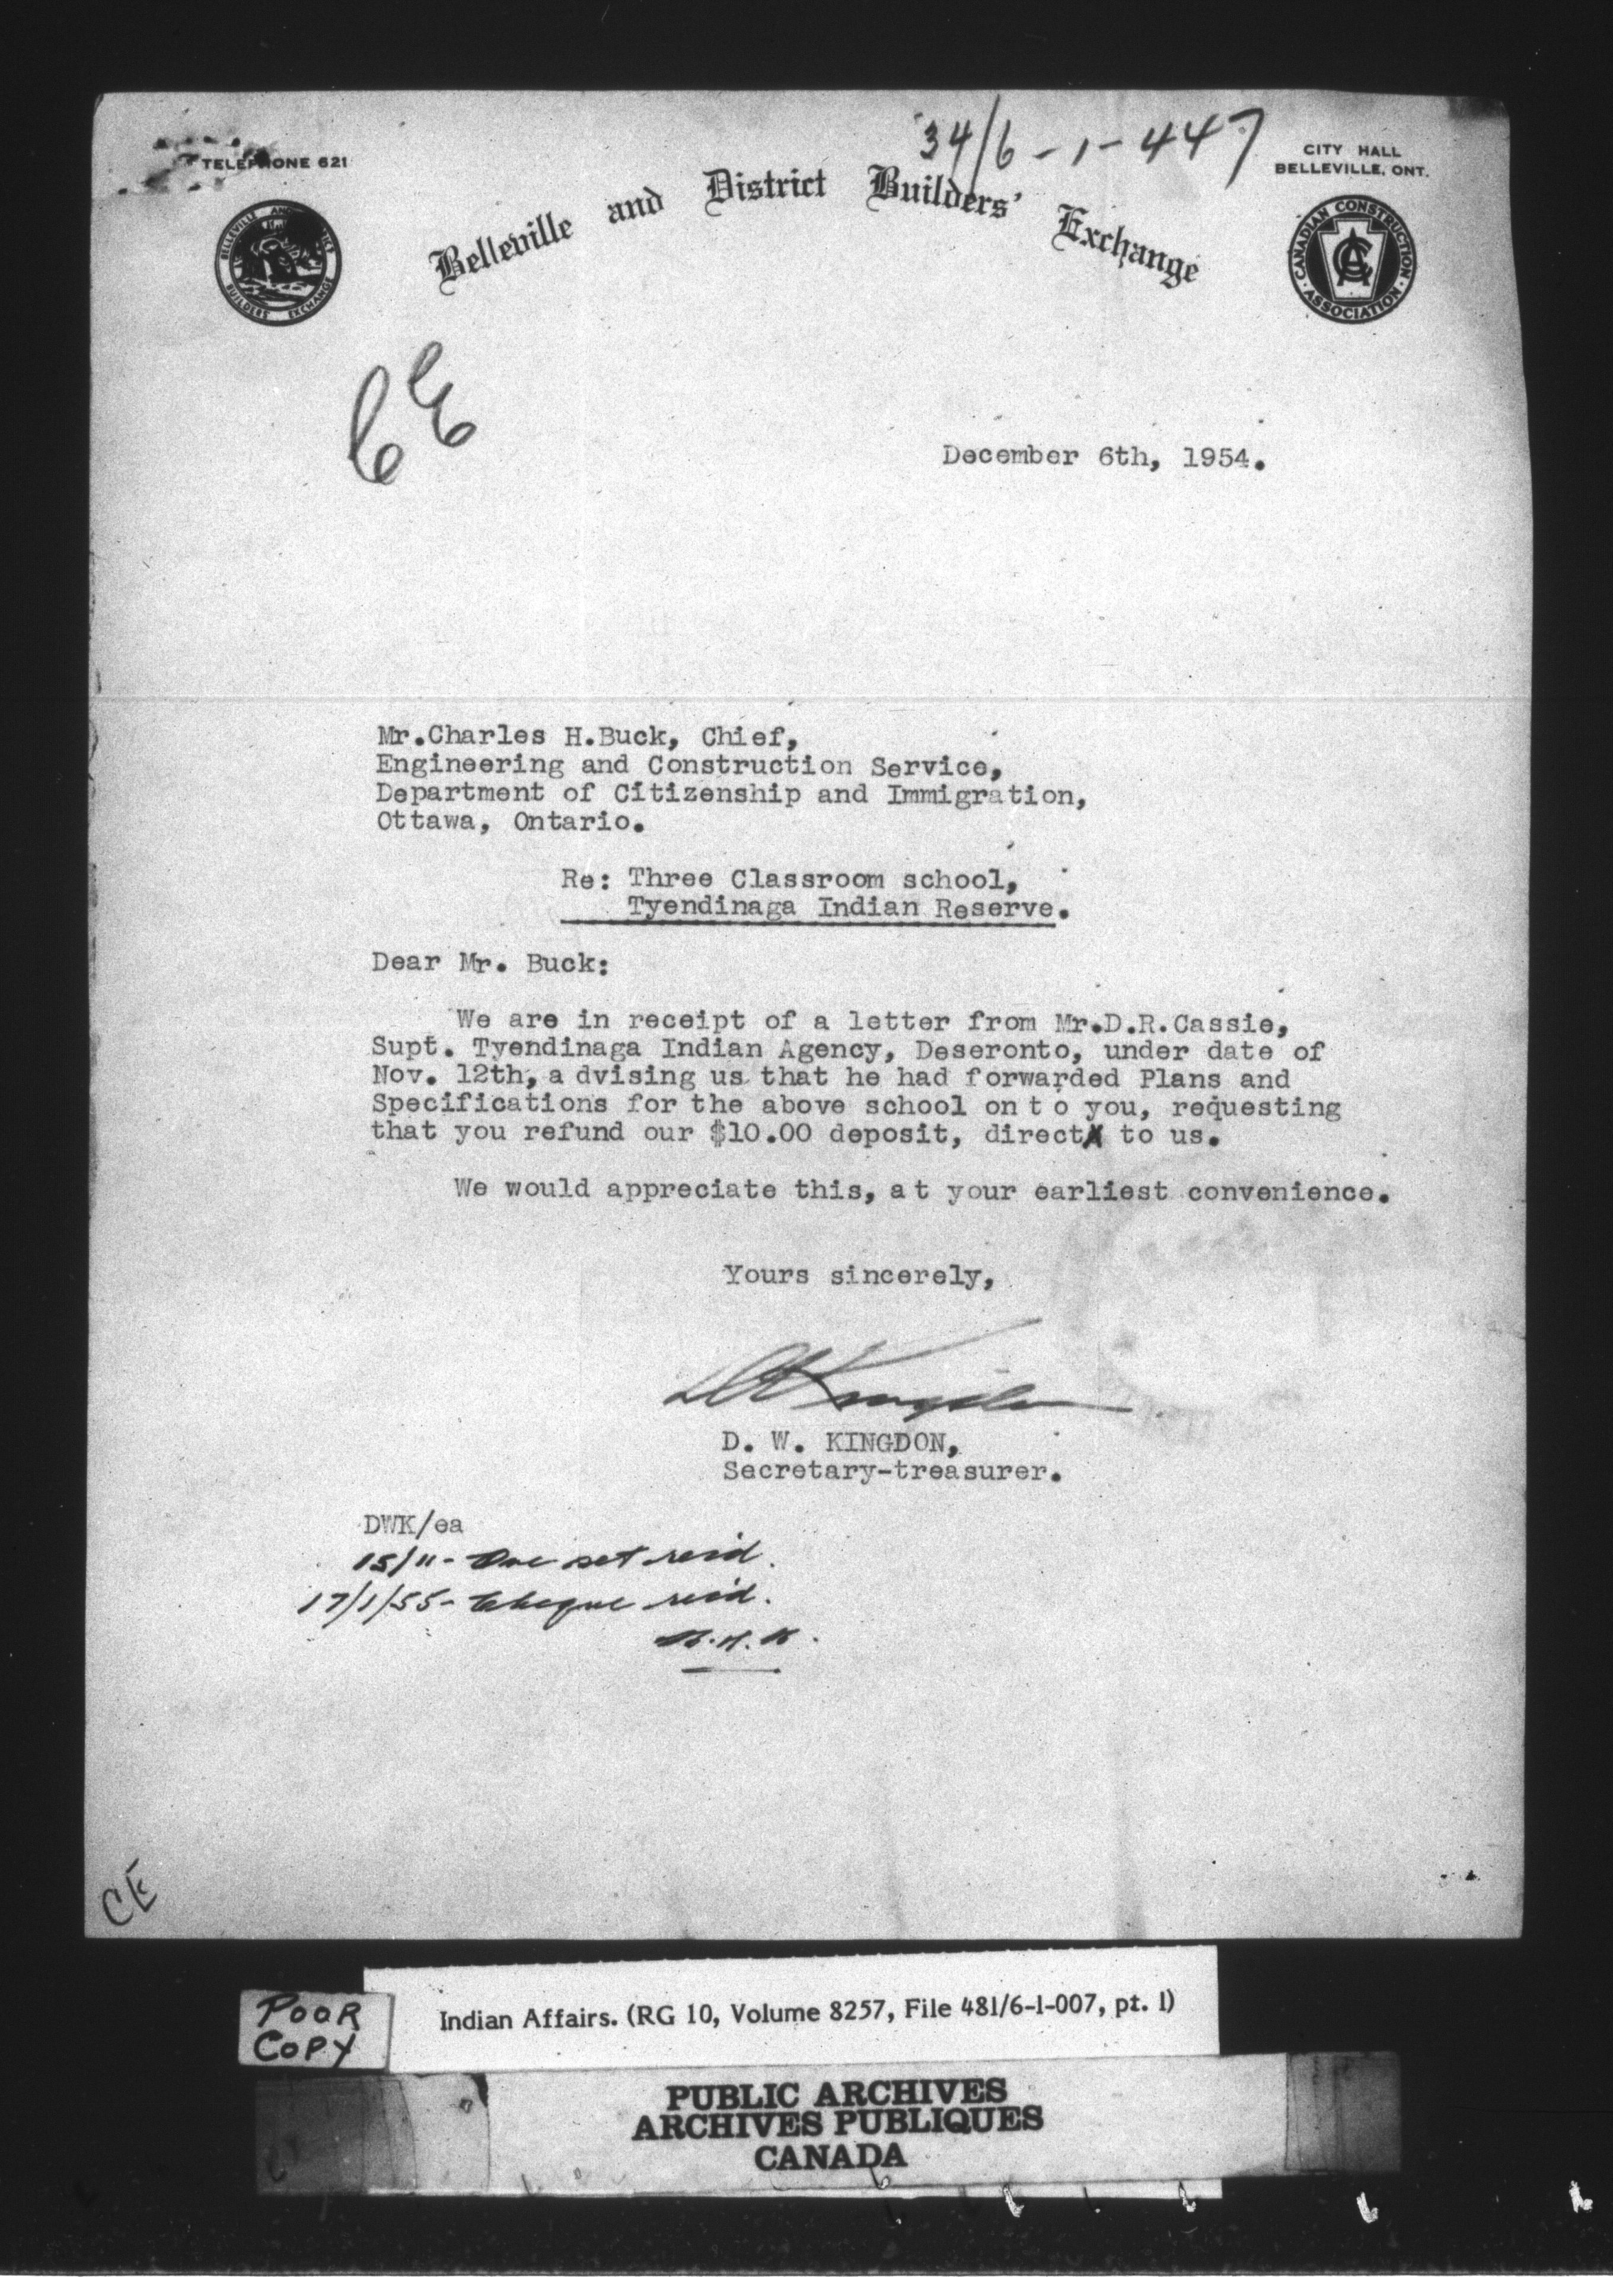 34/6-1-447
TELEPHONE 621
CITY HALL
BELLEVILLE, ONT.
Belleville and District Builders' Exchange
BELLEVILLE AND
BUILDERS EXCHANGE
CANADIAN CONSTRUCTION
ASSOCIATION
CCA
CE
December 6th, 1954.
Mr.Charles H.Buck, Chief,
Engineering and Construction Service,
Department of Citizenship and Immigration,
Ottawa, Ontario.
Re: Three Classroom school,
Tyendinaga Indian Reserve.
Dear Mr. Buck:
We are in receipt of a letter from Mr.D.R.Cassie,
Supt. Tyendinaga Indian Agency, Deseronto, under date of
Nov. 12th, a dvising us that he had forwarded Plans and
Specifications for the above school on t o you, requesting
that you refund our $10.00 deposit, direct to us.
We would appreciate this, at your earliest convenience.
Yours sincerely,
D. W. KINGDON,
Secretary-treasurer.
DWK/ea
15/11 - One set recd.
17/1/55 - Cheque recd.
CE
POOR
COPY
Indian Affairs. (RG 10, Volume 8257, File 481/6-1-007, pt. 1)
PUBLIC ARCHIVES
ARCHIVES PUBLIQUES
CANADA